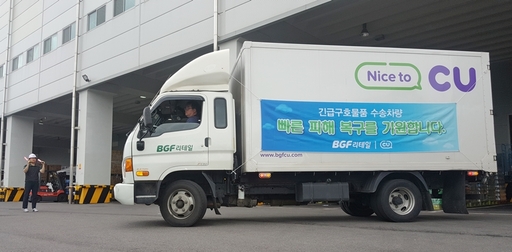 Nice to CU
긴급구호물품 수송차량
빠른 피해 복구를 기원합니다.
BGF리테일 | CU
BGF리테일
www.bgfcu.com